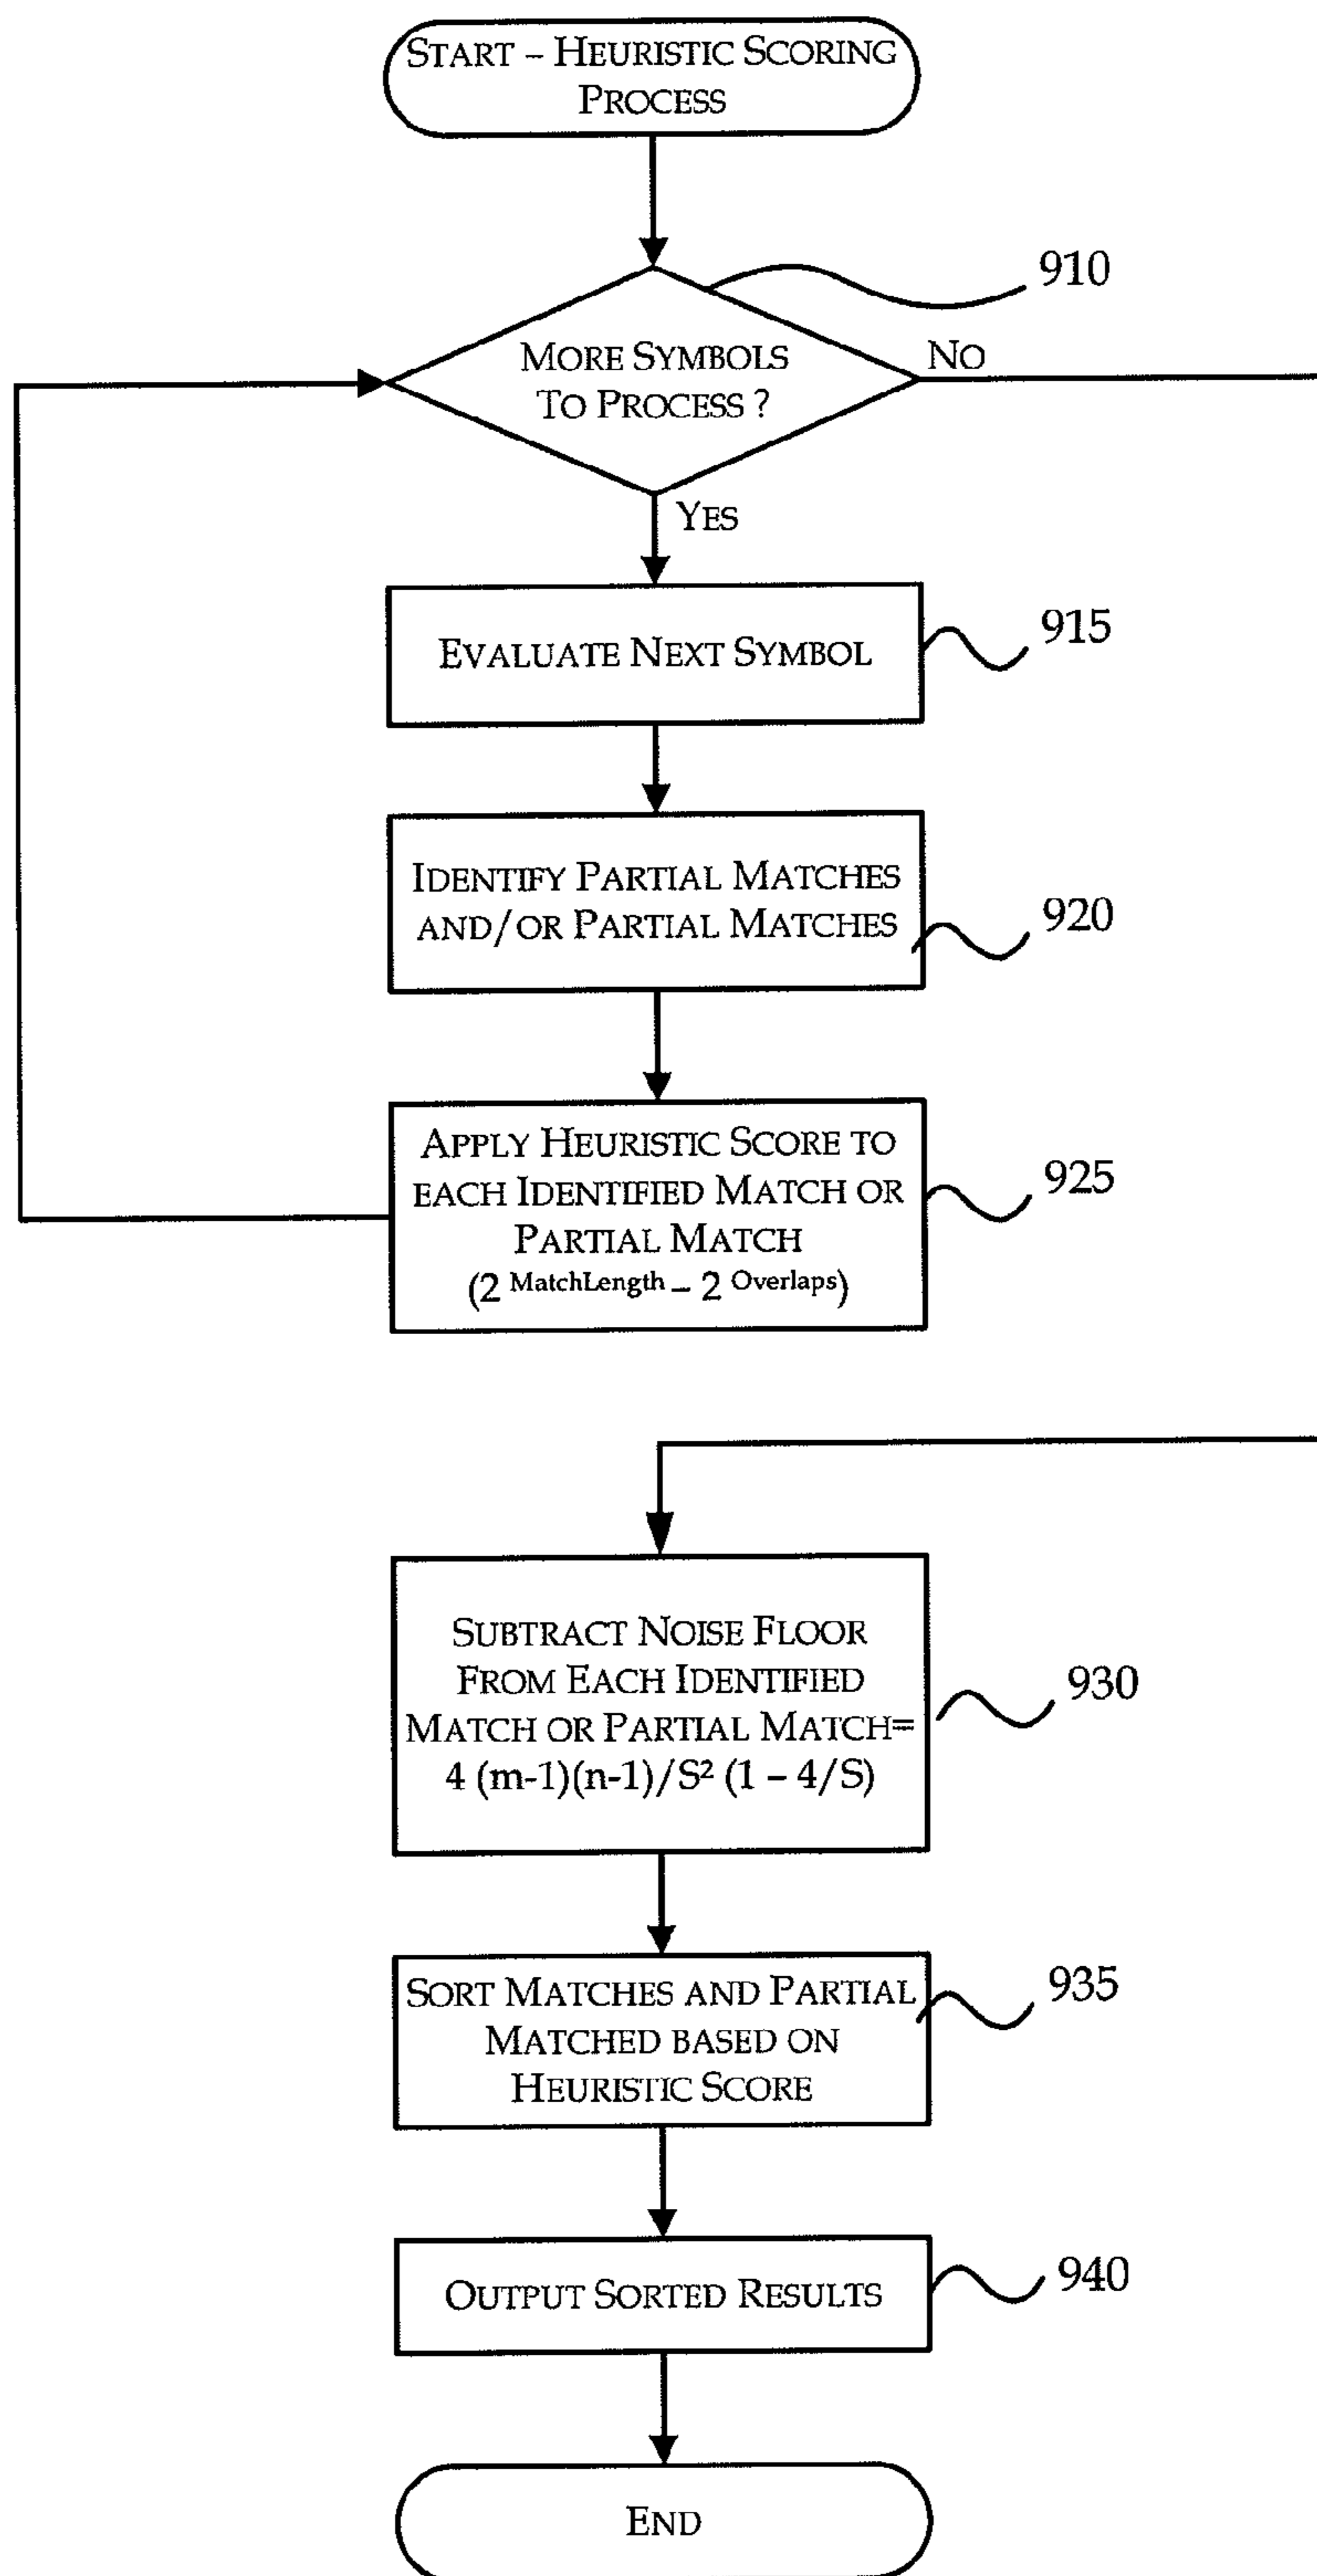 START – HEURISTIC SCORING
PROCESS
910
MORE SYMBOLS
TO PROCESS ?
NO
YES
EVALUATE NEXT SYMBOL
915
IDENTIFY PARTIAL MATCHES
AND/OR PARTIAL MATCHES
920
APPLY HEURISTIC SCORE TO
EACH IDENTIFIED MATCH OR
PARTIAL MATCH
(2 MatchLength – 2 Overlaps)
925
SUBTRACT NOISE FLOOR
FROM EACH IDENTIFIED
MATCH OR PARTIAL MATCH=
4 (m-1)(n-1)/S² (1 – 4/S)
930
SORT MATCHES AND PARTIAL
MATCHED BASED ON
HEURISTIC SCORE
935
OUTPUT SORTED RESULTS
940
END